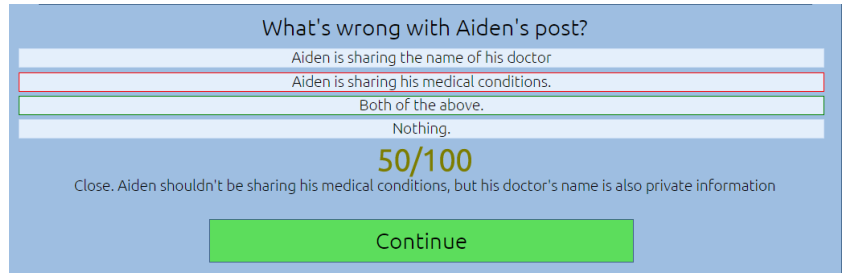 What's wrong with Aiden's post?
Aiden is sharing the name of his doctor
Aiden is sharing his medical conditions.
Both of the above.
Nothing.
50/100
Close. Aiden shouldn't be sharing his medical conditions, but his doctor's name is also private information
Continue